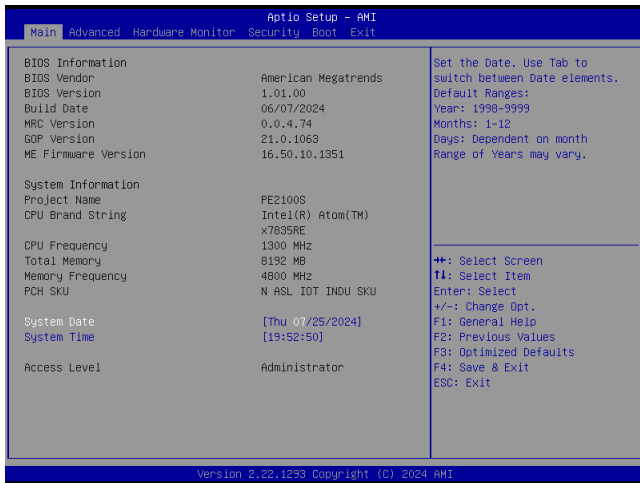 Aptio Setup – AMI
Main Advanced Hardware Monitor Security Boot Exit
BIOS Information
BIOS Vendor American Megatrends
BIOS Version 1.01.00
Build Date 06/07/2024
MRC Version 0.0.4.74
GOP Version 21.0.1063
ME Firmware Version 16.50.10.1351
System Information
Project Name PE2100S
CPU Brand String Intel(R) Atom(TM)
x7835RE
CPU Frequency 1300 MHz
Total Memory 8192 MB
Memory Frequency 4800 MHz
PCH SKU N ASL IOT INDU SKU
System Date [Thu 07/25/2024]
System Time [19:52:50]
Access Level Administrator
Set the Date. Use Tab to
switch between Date elements.
Default Ranges:
Year: 1998-9999
Months: 1-12
Days: Dependent on month
Range of Years may vary.
→←: Select Screen
↑↓: Select Item
Enter: Select
+/-: Change Opt.
F1: General Help
F2: Previous Values
F3: Optimized Defaults
F4: Save & Exit
ESC: Exit
Version 2.22.1293 Copyright (C) 2024 AMI